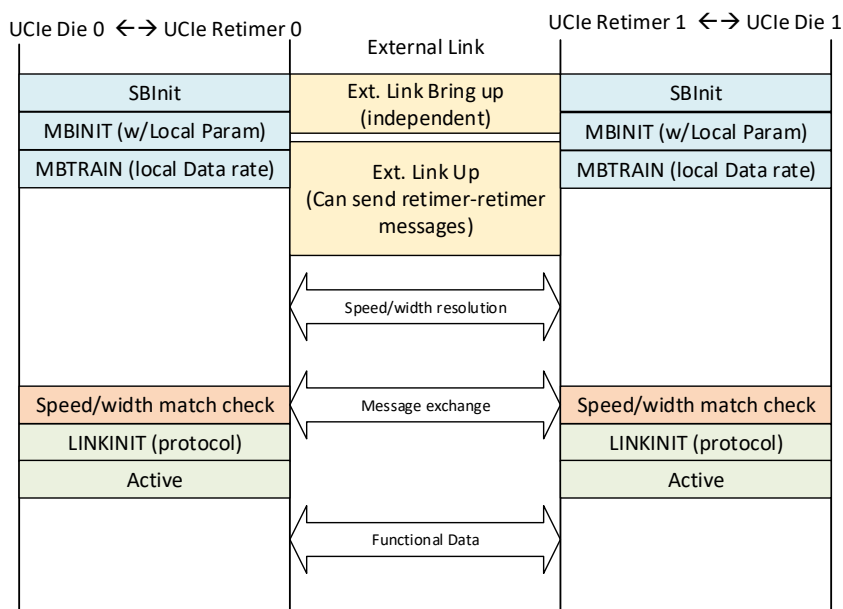 UCIe Die 0 ←→ UCIe Retimer 0
External Link
UCIe Retimer 1 ←→ UCIe Die 1
SBInit
MBINIT (w/Local Param)
MBTRAIN (local Data rate)
Ext. Link Bring up
(independent)
Ext. Link Up
(Can send retimer-retimer
messages)
SBInit
MBINIT (w/Local Param)
MBTRAIN (local Data rate)
Speed/width resolution
Speed/width match check
Message exchange
Speed/width match check
LINKINIT (protocol)
LINKINIT (protocol)
Active
Active
Functional Data